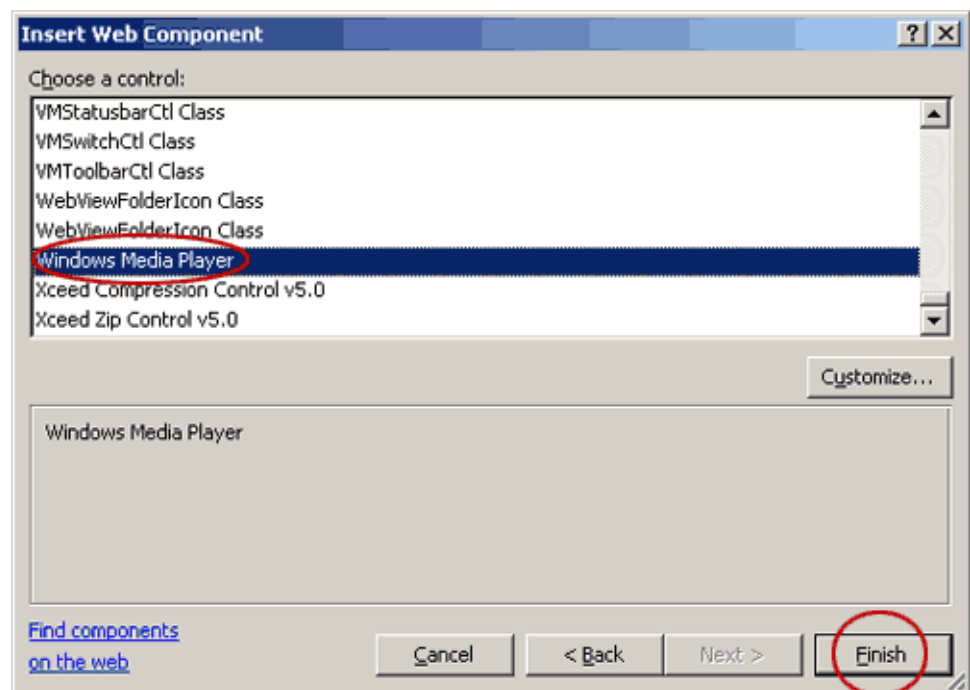 Insert Web Component
? X
Choose a control:
VMStatusbarCtl Class
VMSwitchCtl Class
VMToolbarCtl Class
WebViewFolderIcon Class
WebViewFolderIcon Class
Windows Media Player
Xceed Compression Control v5.0
Xceed Zip Control v5.0
Customize...
Windows Media Player
Find components
on the web
Cancel
< Back
Next >
Finish